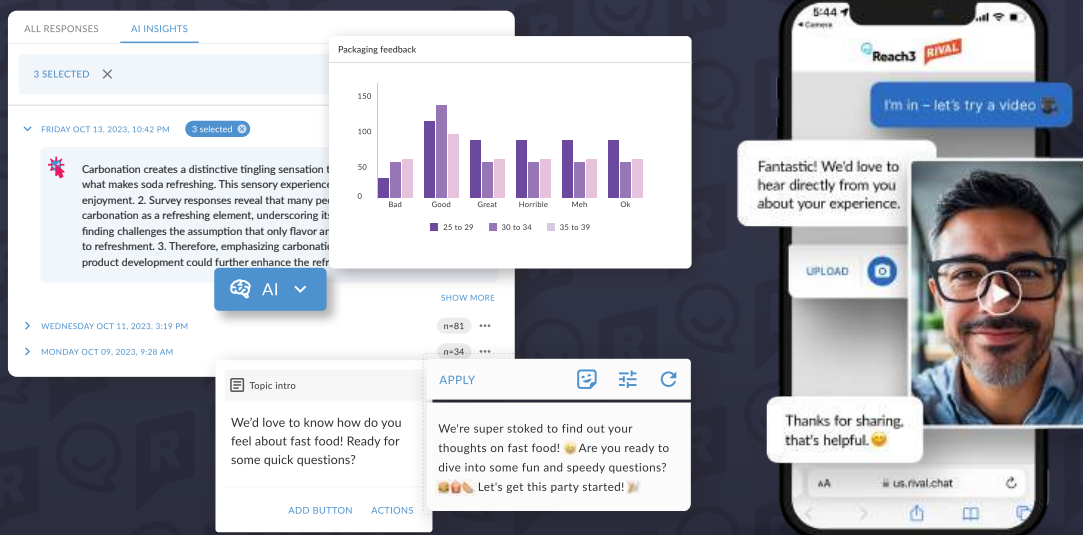 ALL RESPONSES
AI INSIGHTS
3 SELECTED
FRIDAY OCT 13, 2023, 10:42 PM
3 selected
Carbonation creates a distinctive tingling sensation
what makes soda refreshing. This sensory experience
enjoyment. 2. Survey responses reveal that many
carbonation as a refreshing element, underscoring
finding challenges the assumption that only flavor
to refreshment. 3. Therefore, emphasizing
product development could further enhance the
AI
SHOW MORE
WEDNESDAY OCT 11, 2023, 3:19 PM
n=81
MONDAY OCT 09, 2023, 9:28 AM
n=34
Packaging feedback
150
100
50
0
Bad
Good
Great
Horrible
Meh
Ok
25 to 29
30 to 34
35 to 39
Topic intro
We'd love to know how do you
feel about fast food! Ready for
some quick questions?
ADD BUTTON
ACTIONS
APPLY
We're super stoked to find out your
thoughts on fast food! 😀 Are you ready to
dive into some fun and speedy questions?
🍔🍟🌭 Let's get this party started! 🎉
5:44
Camera
Reach3
RIVAL
I'm in – let's try a video 🎥
Fantastic! We'd love to
hear directly from you
about your experience.
UPLOAD
Thanks for sharing,
that's helpful. 😊
AA
us.rival.chat